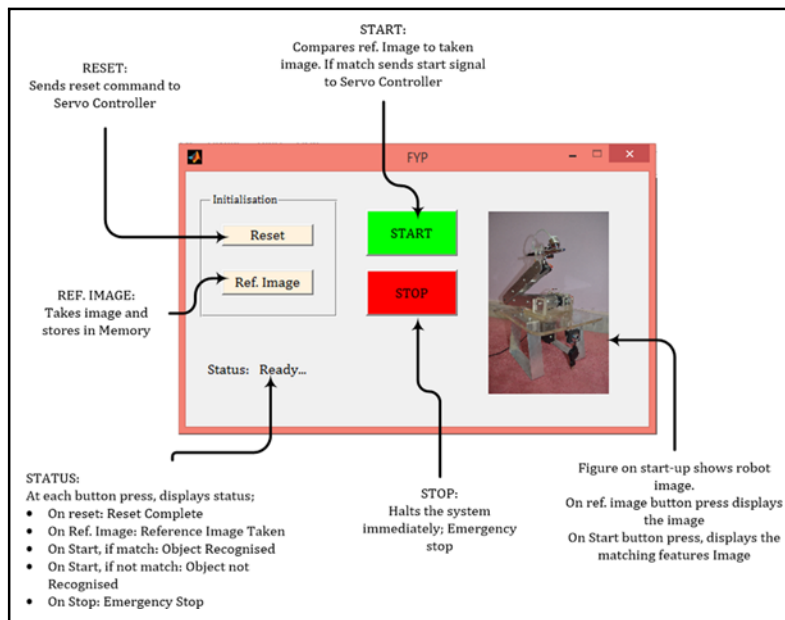 START:
Compares ref. Image to taken
image. If match sends start signal
to Servo Controller
RESET:
Sends reset command to
Servo Controller
FYP
Initialisation
Reset
START
Ref. Image
STOP
REF. IMAGE:
Takes image and
stores in Memory
Status: Ready...
STATUS:
At each button press, displays status;
• On reset: Reset Complete
• On Ref. Image: Reference Image Taken
• On Start, if match: Object Recognised
• On Start, if not match: Object not
Recognised
• On Stop: Emergency Stop
STOP:
Halts the system
immediately; Emergency
stop
Figure on start-up shows robot
image.
On ref. image button press displays
the image
On Start button press, displays the
matching features Image